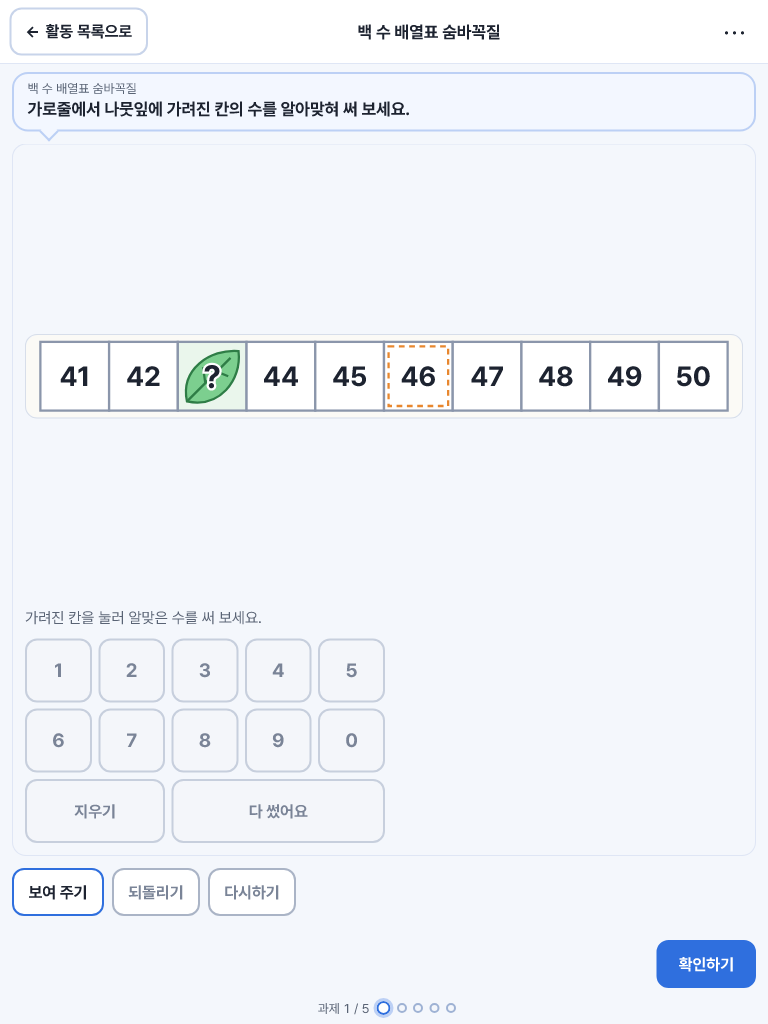 ← 활동 목록으로
백 수 배열표 숨바꼭질
...
백 수 배열표 숨바꼭질
가로줄에서 나뭇잎에 가려진 칸의 수를 알아맞혀 써 보세요.
41 42 ? 44 45 46 47 48 49 50
가려진 칸을 눌러 알맞은 수를 써 보세요.
1 2 3 4 5
6 7 8 9 0
지우기 다 썼어요
보여 주기 되돌리기 다시하기
확인하기
과제 1 / 5